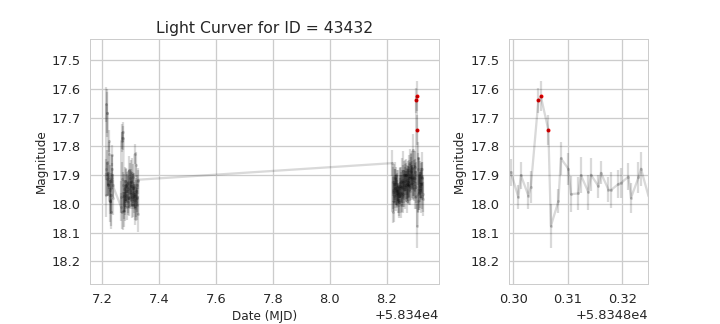 Light Curver for ID = 43432
Magnitude
17.5
17.6
17.7
17.8
17.9
18.0
18.1
18.2
7.2 7.4 7.6 7.8 8.0 8.2
Date (MJD)
+5.834e4
Magnitude
17.5
17.6
17.7
17.8
17.9
18.0
18.1
18.2
0.30 0.31 0.32
+5.8348e4